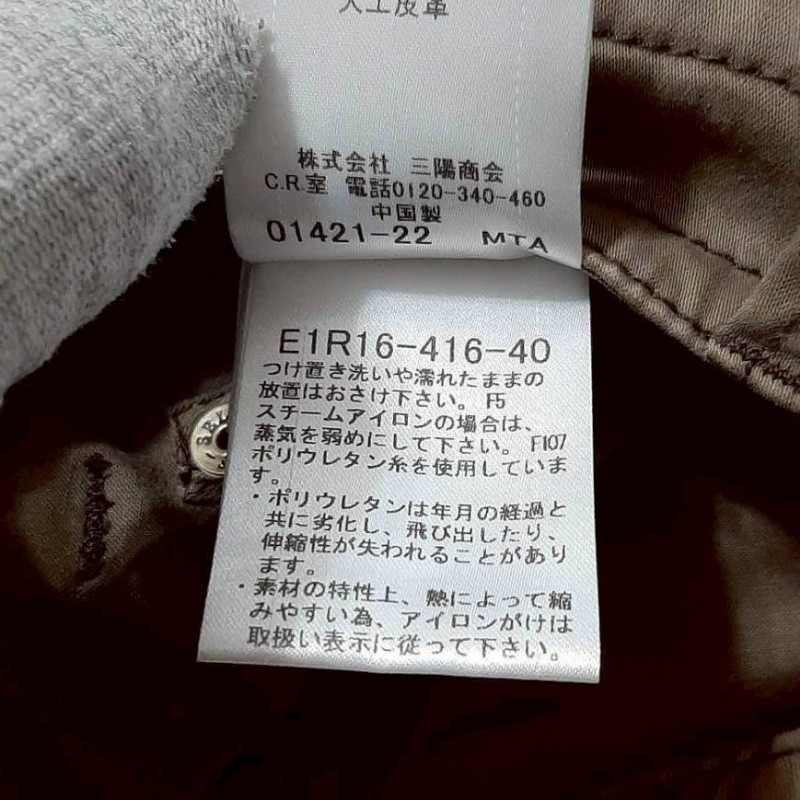 人工皮革
株式会社 三陽商会
C.R.室 電話0120-340-460
中国製
01421-22 MTA
E1R16-416-40
つけ置き洗いや濡れたままの
放置はおさけ下さい。 F5
スチームアイロンの場合は、
蒸気を弱めにして下さい。 F107
ポリウレタン糸を使用していま
す。
・ポリウレタンは年月の経過と
共に劣化し、飛び出したり、
伸縮性が失われることがあり
ます。
・素材の特性上、熱によって縮
みやすい為、アイロンがけは
取扱い表示に従って下さい。